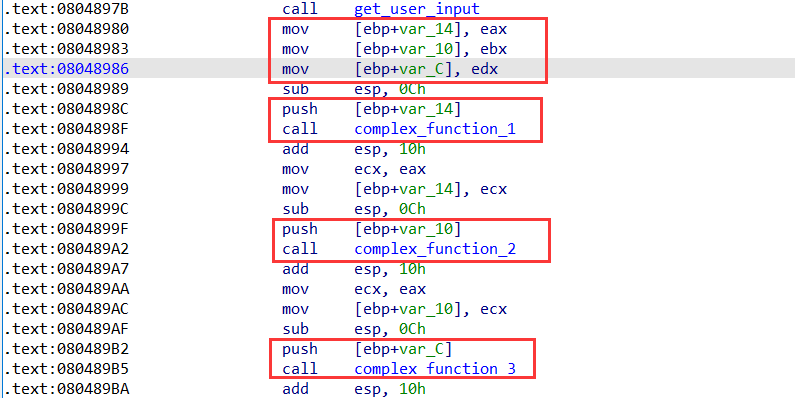 .text:0804897B call get_user_input
.text:08048980 mov [ebp+var_14], eax
.text:08048983 mov [ebp+var_10], ebx
.text:08048986 mov [ebp+var_C], edx
.text:08048989 sub esp, 0Ch
.text:0804898C push [ebp+var_14]
.text:0804898F call complex_function_1
.text:08048994 add esp, 10h
.text:08048997 mov ecx, eax
.text:08048999 mov [ebp+var_14], ecx
.text:0804899C sub esp, 0Ch
.text:0804899F push [ebp+var_10]
.text:080489A2 call complex_function_2
.text:080489A7 add esp, 10h
.text:080489AA mov ecx, eax
.text:080489AC mov [ebp+var_10], ecx
.text:080489AF sub esp, 0Ch
.text:080489B2 push [ebp+var_C]
.text:080489B5 call complex_function_3
.text:080489BA add esp, 10h